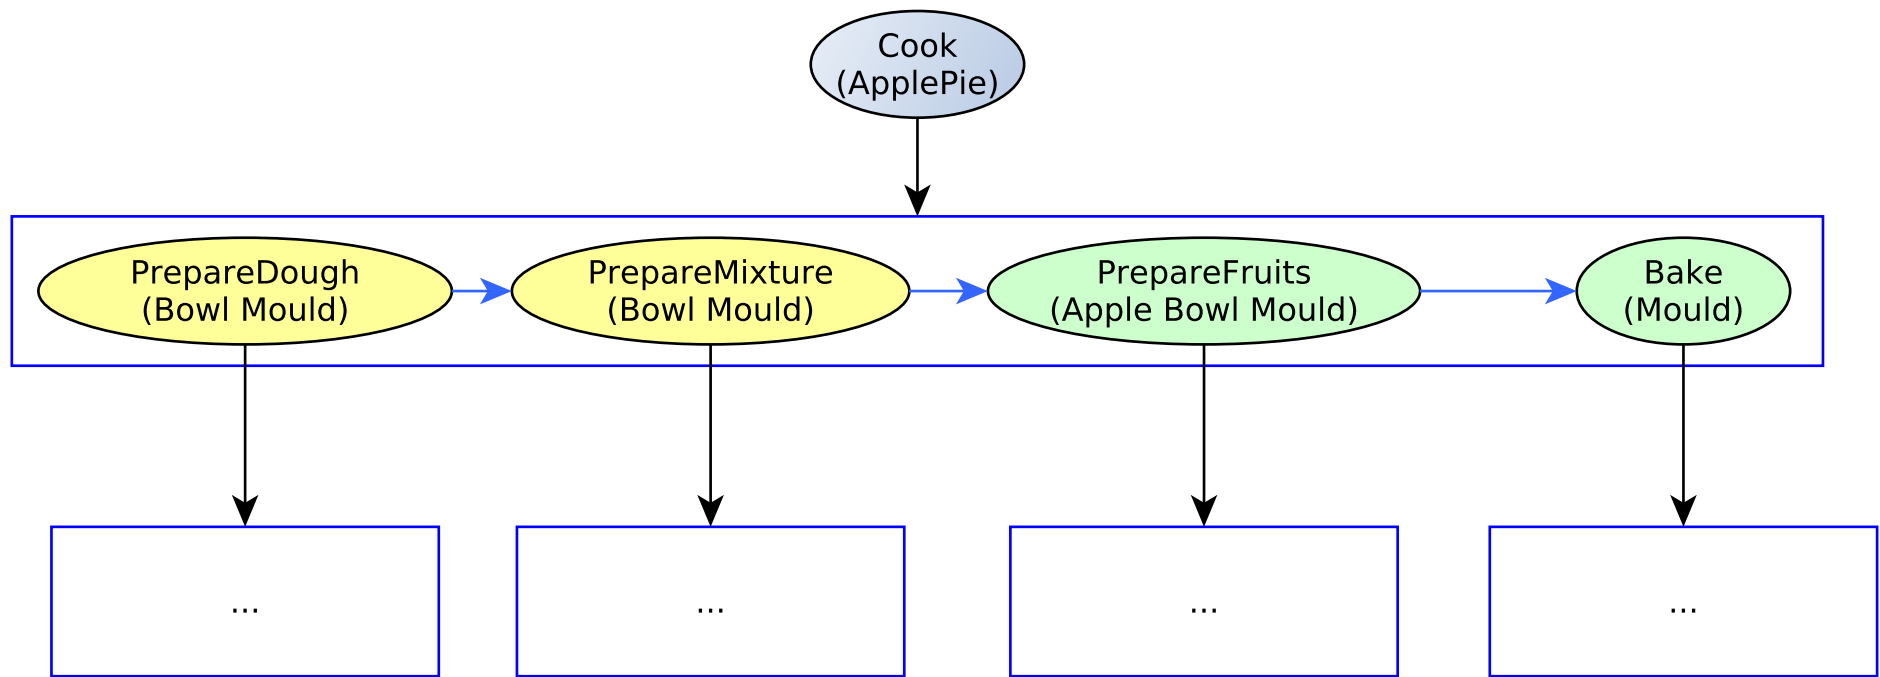 Cook
(ApplePie)
PrepareDough
(Bowl Mould)
PrepareMixture
(Bowl Mould)
PrepareFruits
(Apple Bowl Mould)
Bake
(Mould)
...
...
...
...